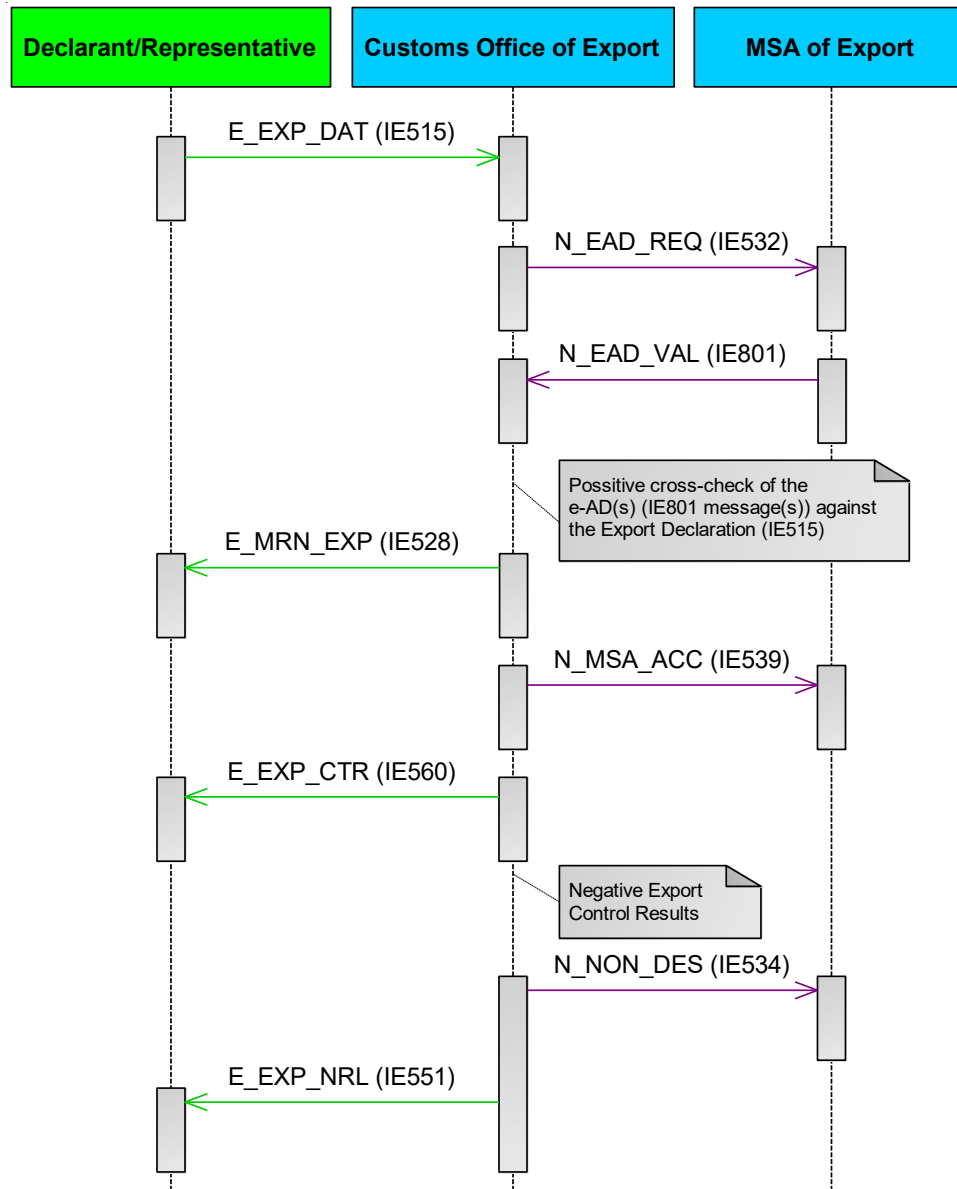 Declarant/Representative
Customs Office of Export
MSA of Export
E_EXP_DAT (IE515)
N_EAD_REQ (IE532)
N_EAD_VAL (IE801)
Possitive cross-check of the
e-AD(s) (IE801 message(s)) against
the Export Declaration (IE515)
E_MRN_EXP (IE528)
N_MSA_ACC (IE539)
E_EXP_CTR (IE560)
Negative Export
Control Results
N_NON_DES (IE534)
E_EXP_NRL (IE551)